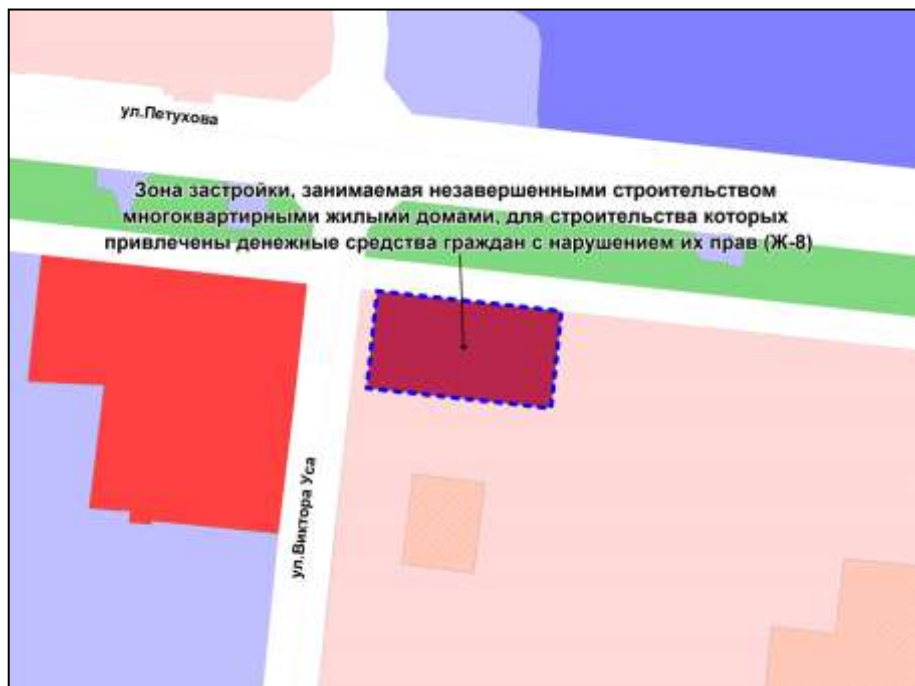 ул.Петухова
Зона застройки, занимаемая незавершенными строительством
многоквартирными жилыми домами, для строительства которых
привлечены денежные средства граждан с нарушением их прав (Ж-8)
ул.Виктора Уса